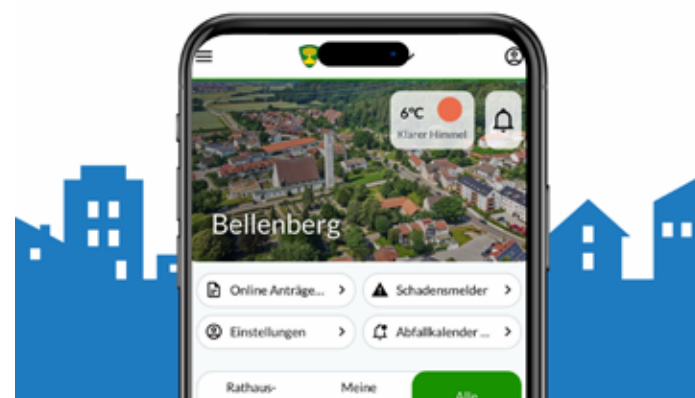 6°C
Klarer Himmel
Bellenberg
Online Anträge... 
Schadensmelder
Einstellungen
Abfallkalender ...
Rathaus-
Meine
Alle